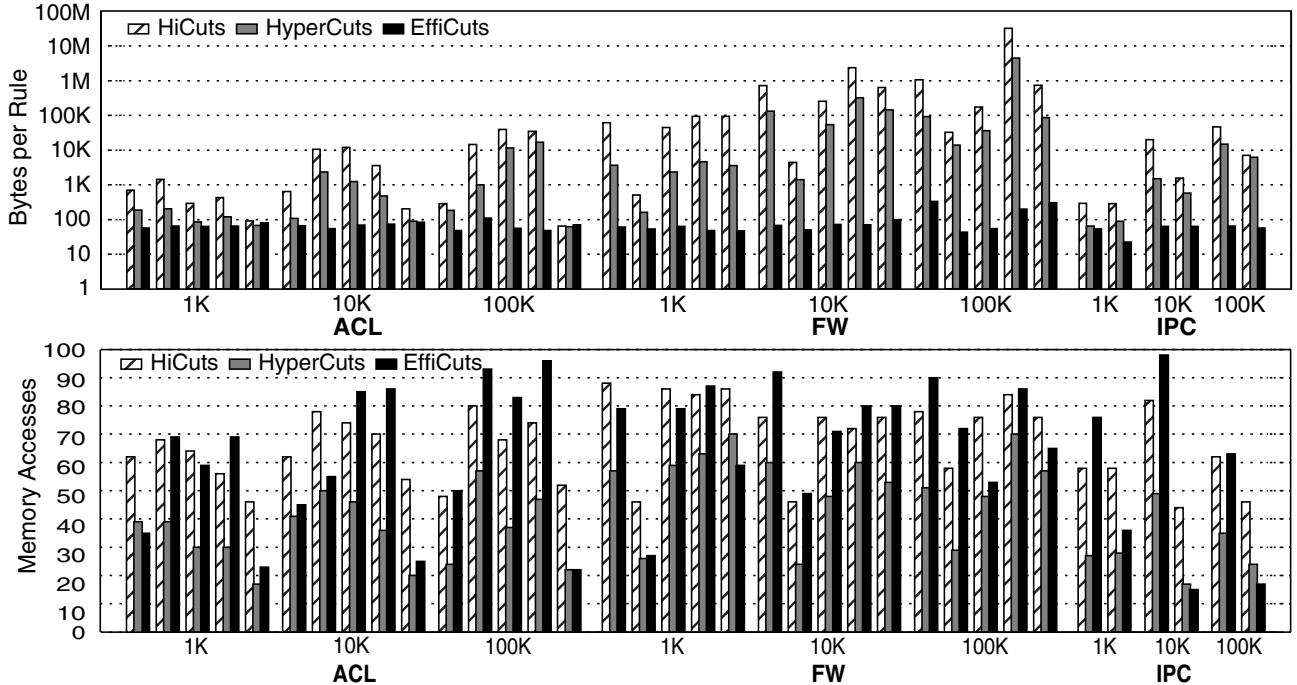 100M
HiCuts HyperCuts EffiCuts
10M
1M
100K
10K
1K
100
10
1
Bytes per Rule
1K 10K 100K 1K 10K 100K 1K 10K 100K
ACL FW IPC
100
HiCuts HyperCuts EffiCuts
90
80
70
60
50
40
30
20
10
0
Memory Accesses
1K 10K 100K 1K 10K 100K 1K 10K 100K
ACL FW IPC